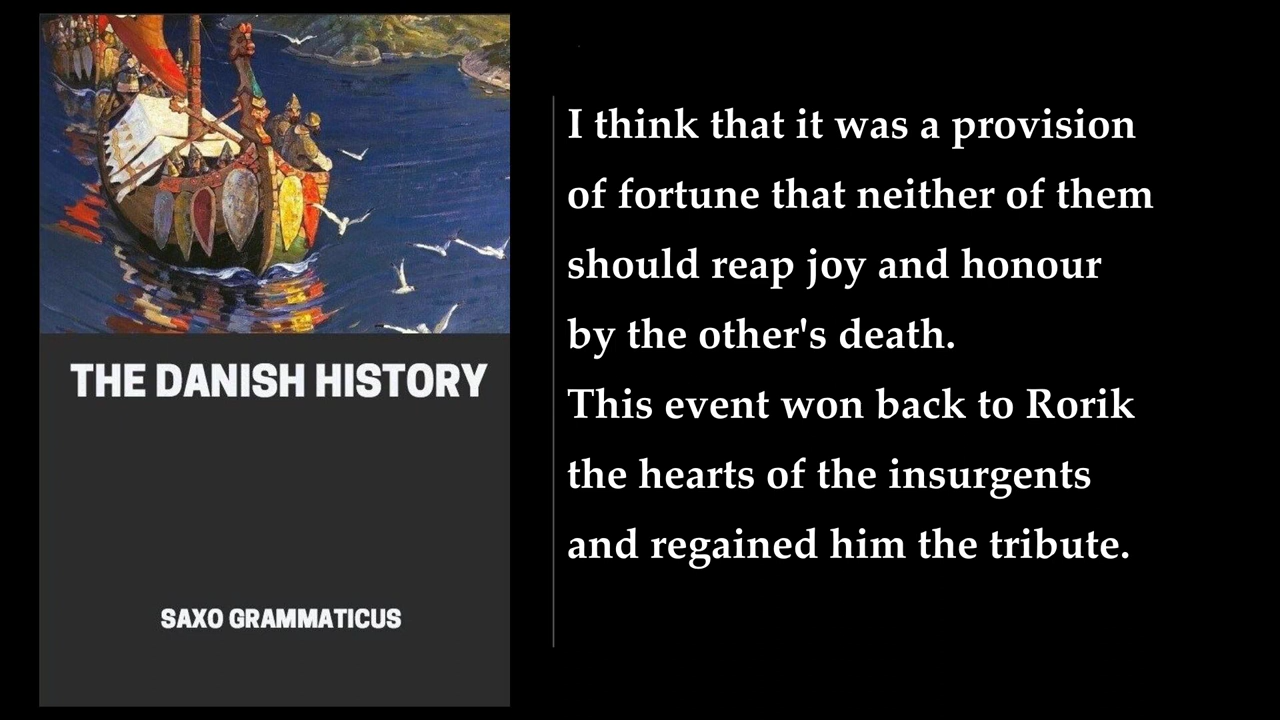 THE DANISH HISTORY
SAXO GRAMMATICUS
I think that it was a provision
of fortune that neither of them
should reap joy and honour
by the other's death.
This event won back to Rorik
the hearts of the insurgents
and regained him the tribute.